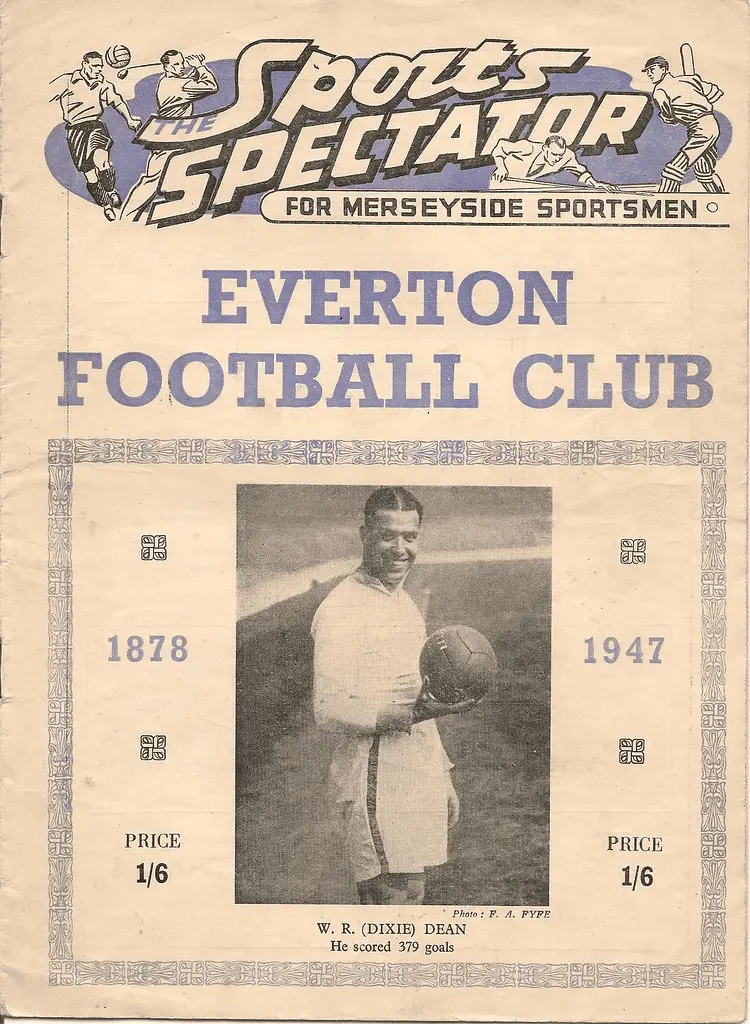 THE Sports
SPECTATOR
FOR MERSEYSIDE SPORTSMEN
EVERTON
FOOTBALL CLUB
1878
1947
PRICE
1/6
PRICE
1/6
Photo : F. A. FYFE
W. R. (DIXIE) DEAN
He scored 379 goals